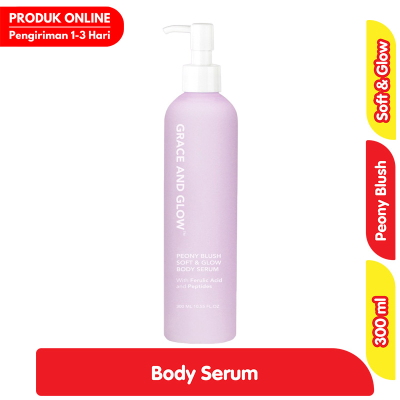 PRODUK ONLINE
Pengiriman 1-3 Hari
GRACE AND GLOW
PEONY BLUSH
SOFT & GLOW
BODY SERUM
With Ferulic Acid
and Peptides
Soft & Glow
Peony Blush
300 ml
Body Serum